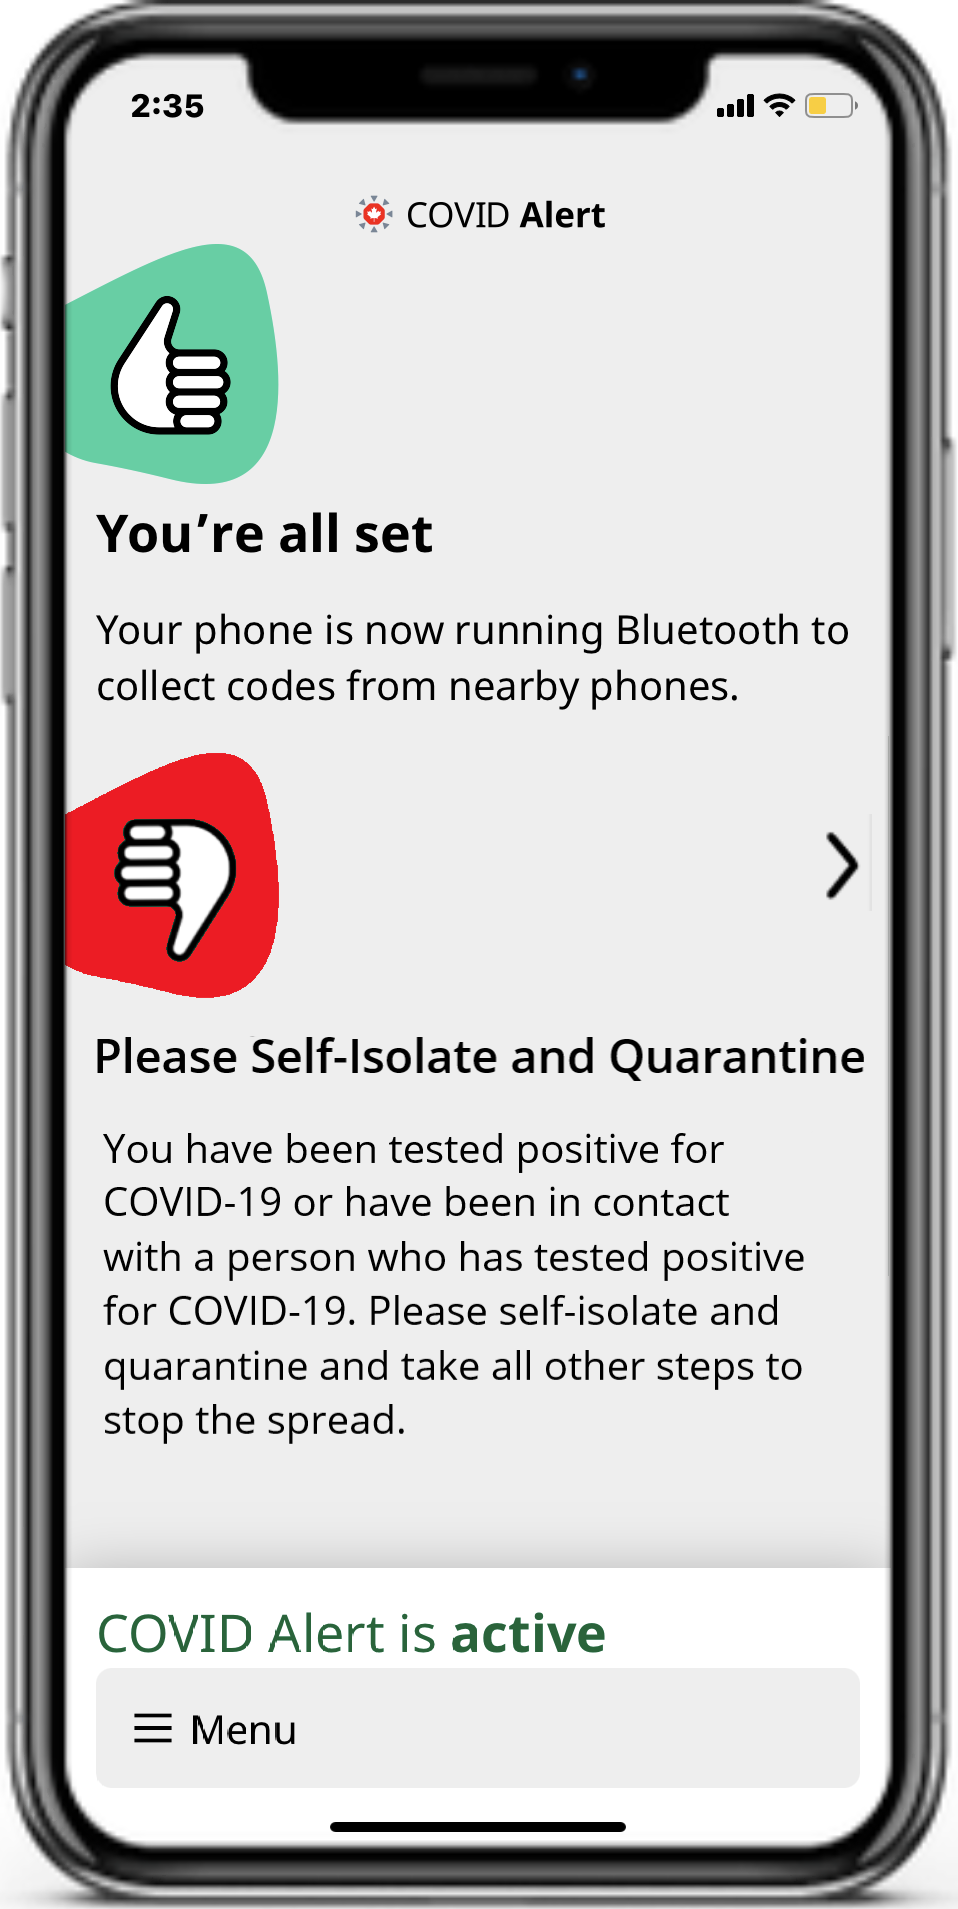 2:35
COVID Alert
You’re all set
Your phone is now running Bluetooth to
collect codes from nearby phones.
Please Self-Isolate and Quarantine
You have been tested positive for
COVID-19 or have been in contact
with a person who has tested positive
for COVID-19. Please self-isolate and
quarantine and take all other steps to
stop the spread.
COVID Alert is active
Menu